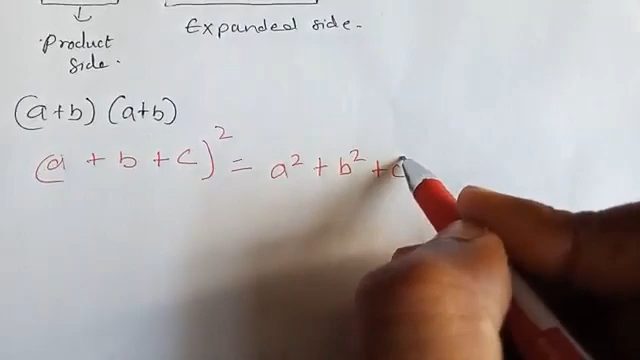 Product
side.
Expanded side.
(a+b) (a+b)
(a + b + c)² = a² + b² + c